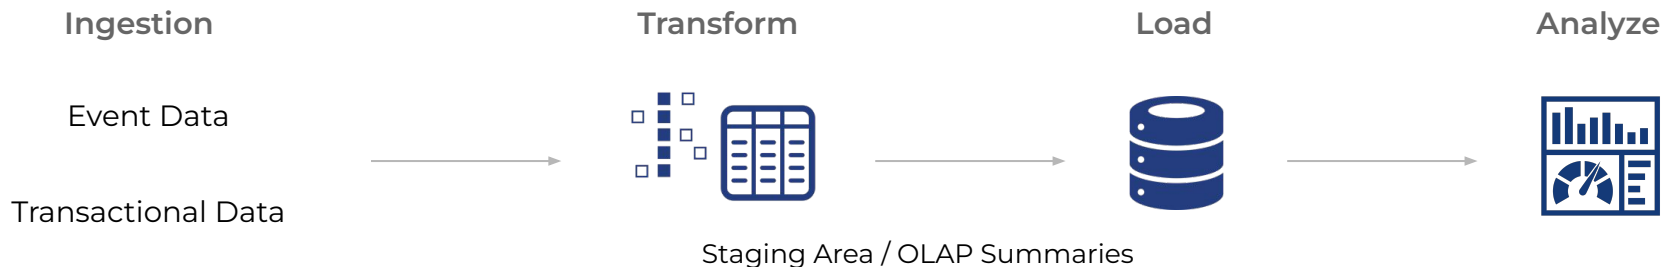 Ingestion
Transform
Load
Analyze
Event Data
Transactional Data
Staging Area / OLAP Summaries